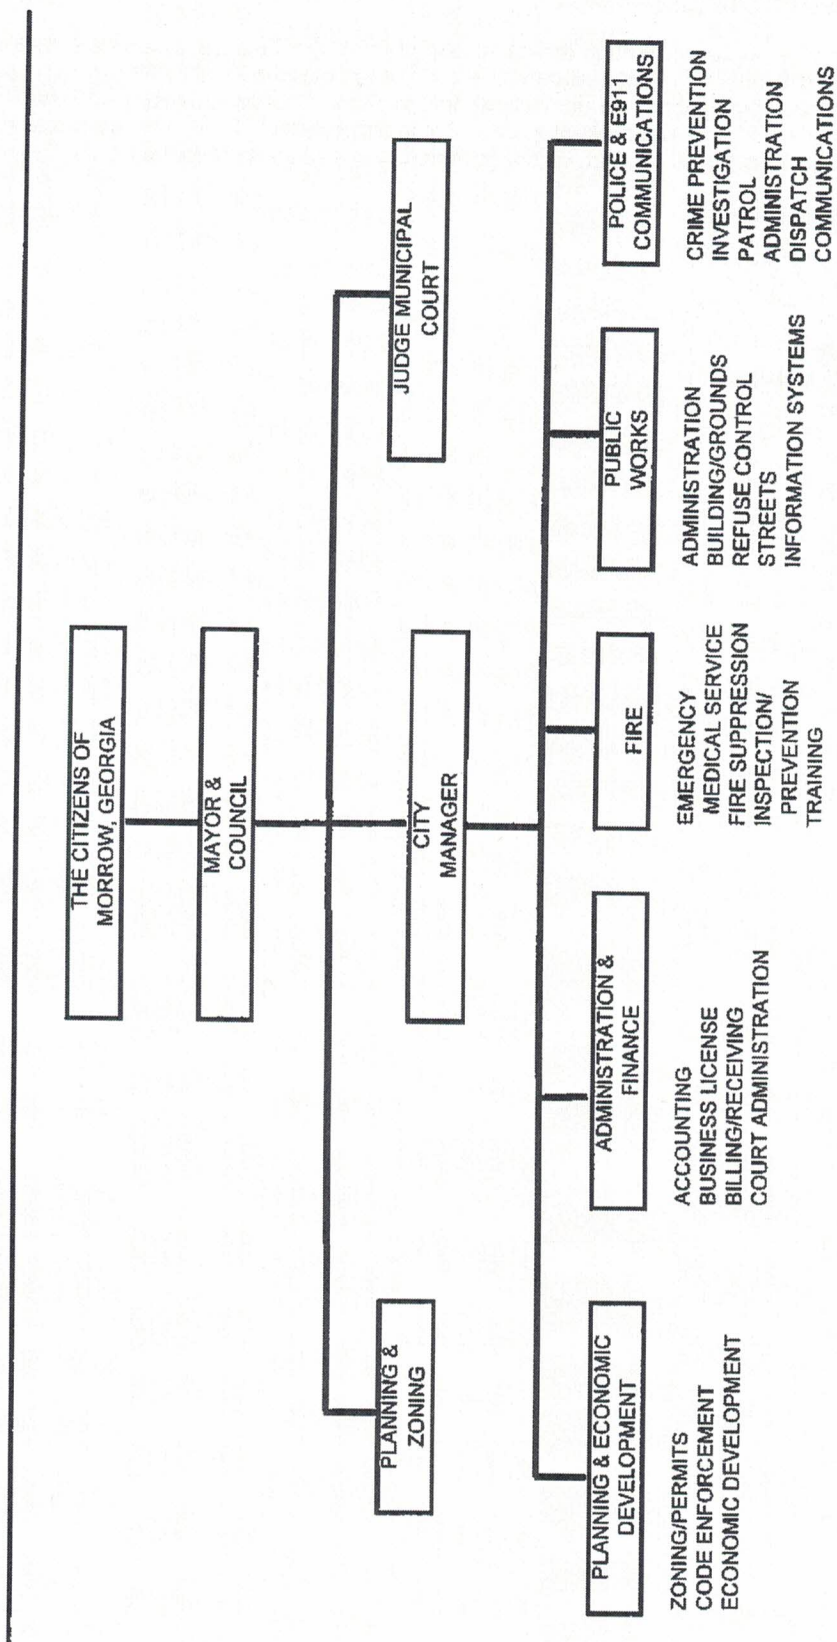 THE CITIZENS OF
MORROW, GEORGIA
MAYOR &
COUNCIL
PLANNING &
ZONING
CITY
MANAGER
JUDGE MUNICIPAL
COURT
PLANNING & ECONOMIC
DEVELOPMENT
ZONING/PERMITS
CODE ENFORCEMENT
ECONOMIC DEVELOPMENT
ADMINISTRATION &
FINANCE
ACCOUNTING
BUSINESS LICENSE
BILLING/RECEIVING
COURT ADMINISTRATION
FIRE
EMERGENCY
MEDICAL SERVICE
FIRE SUPPRESSION
INSPECTION/
PREVENTION
TRAINING
PUBLIC
WORKS
ADMINISTRATION
BUILDING/GROUNDS
REFUSE CONTROL
STREETS
INFORMATION SYSTEMS
POLICE & E911
COMMUNICATIONS
CRIME PREVENTION
INVESTIGATION
PATROL
ADMINISTRATION
DISPATCH
COMMUNICATIONS